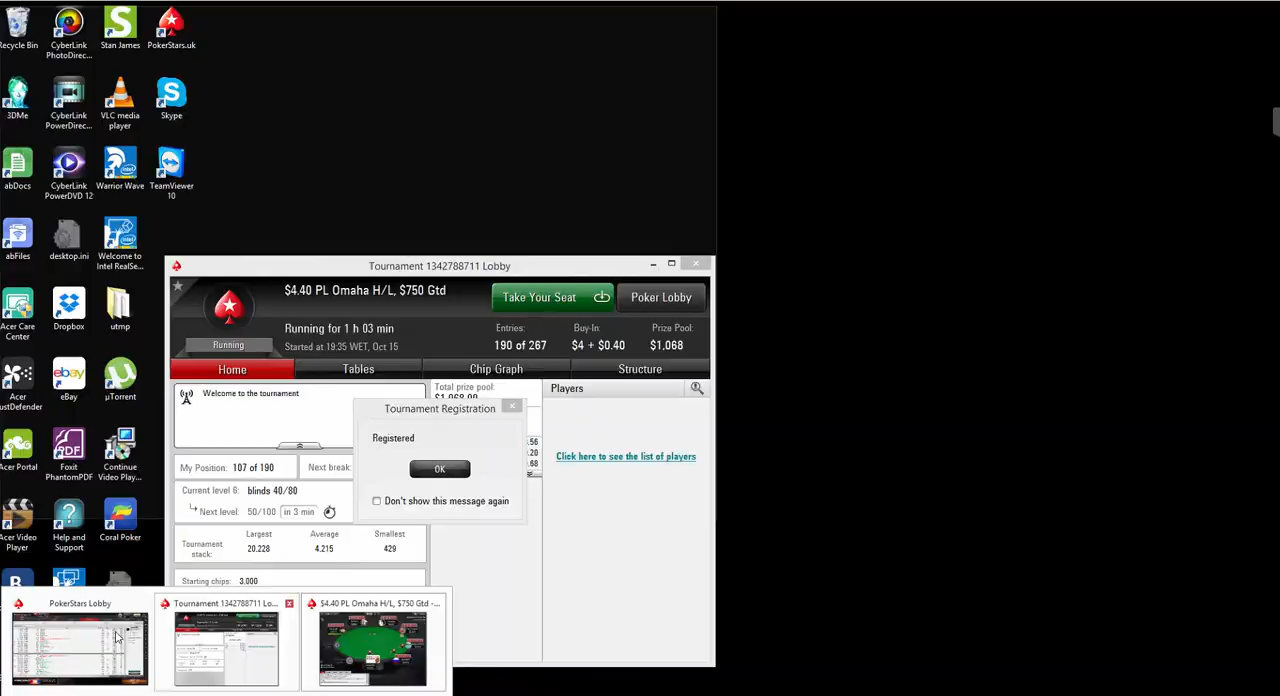 Recycle Bin
CyberLink
PhotoDirec...
Stan James
PokerStars.uk
3DMe
CyberLink
PowerDirec...
VLC media
player
Skype
abDocs
CyberLink
PowerDVD 12
Warrior Wave
TeamViewer
10
abFiles
desktop.ini
Welcome to
Intel RealSe...
Acer Care
Center
Dropbox
utmp
Acer
ustDefender
eBay
µTorrent
Acer Portal
Foxit
PhantomPDF
Continue
Video Play...
Acer Video
Player
Help and
Support
Coral Poker
Tournament 1342788711 Lobby
$4.40 PL Omaha H/L, $750 Gtd
Take Your Seat
Poker Lobby
Running for 1 h 03 min
Started at 19:35 WET, Oct 15
Running
Entries:
190 of 267
Buy-In:
$4 + $0.40
Prize Pool:
$1,068
Home
Tables
Chip Graph
Structure
Welcome to the tournament
Total prize pool:
Players
Tournament Registration
Registered
OK
Don't show this message again
.56
.20
.68
Click here to see the list of players
My Position: 107 of 190
Next break:
Current level 6: blinds 40/80
Next level: 50/100 in 3 min
Tournament
stack:
Largest
20.228
Average
4.215
Smallest
429
Starting chips: 3.000
PokerStars Lobby
Tournament 1342788711 Lo...
$4.40 PL Omaha H/L, $750 Gtd -...